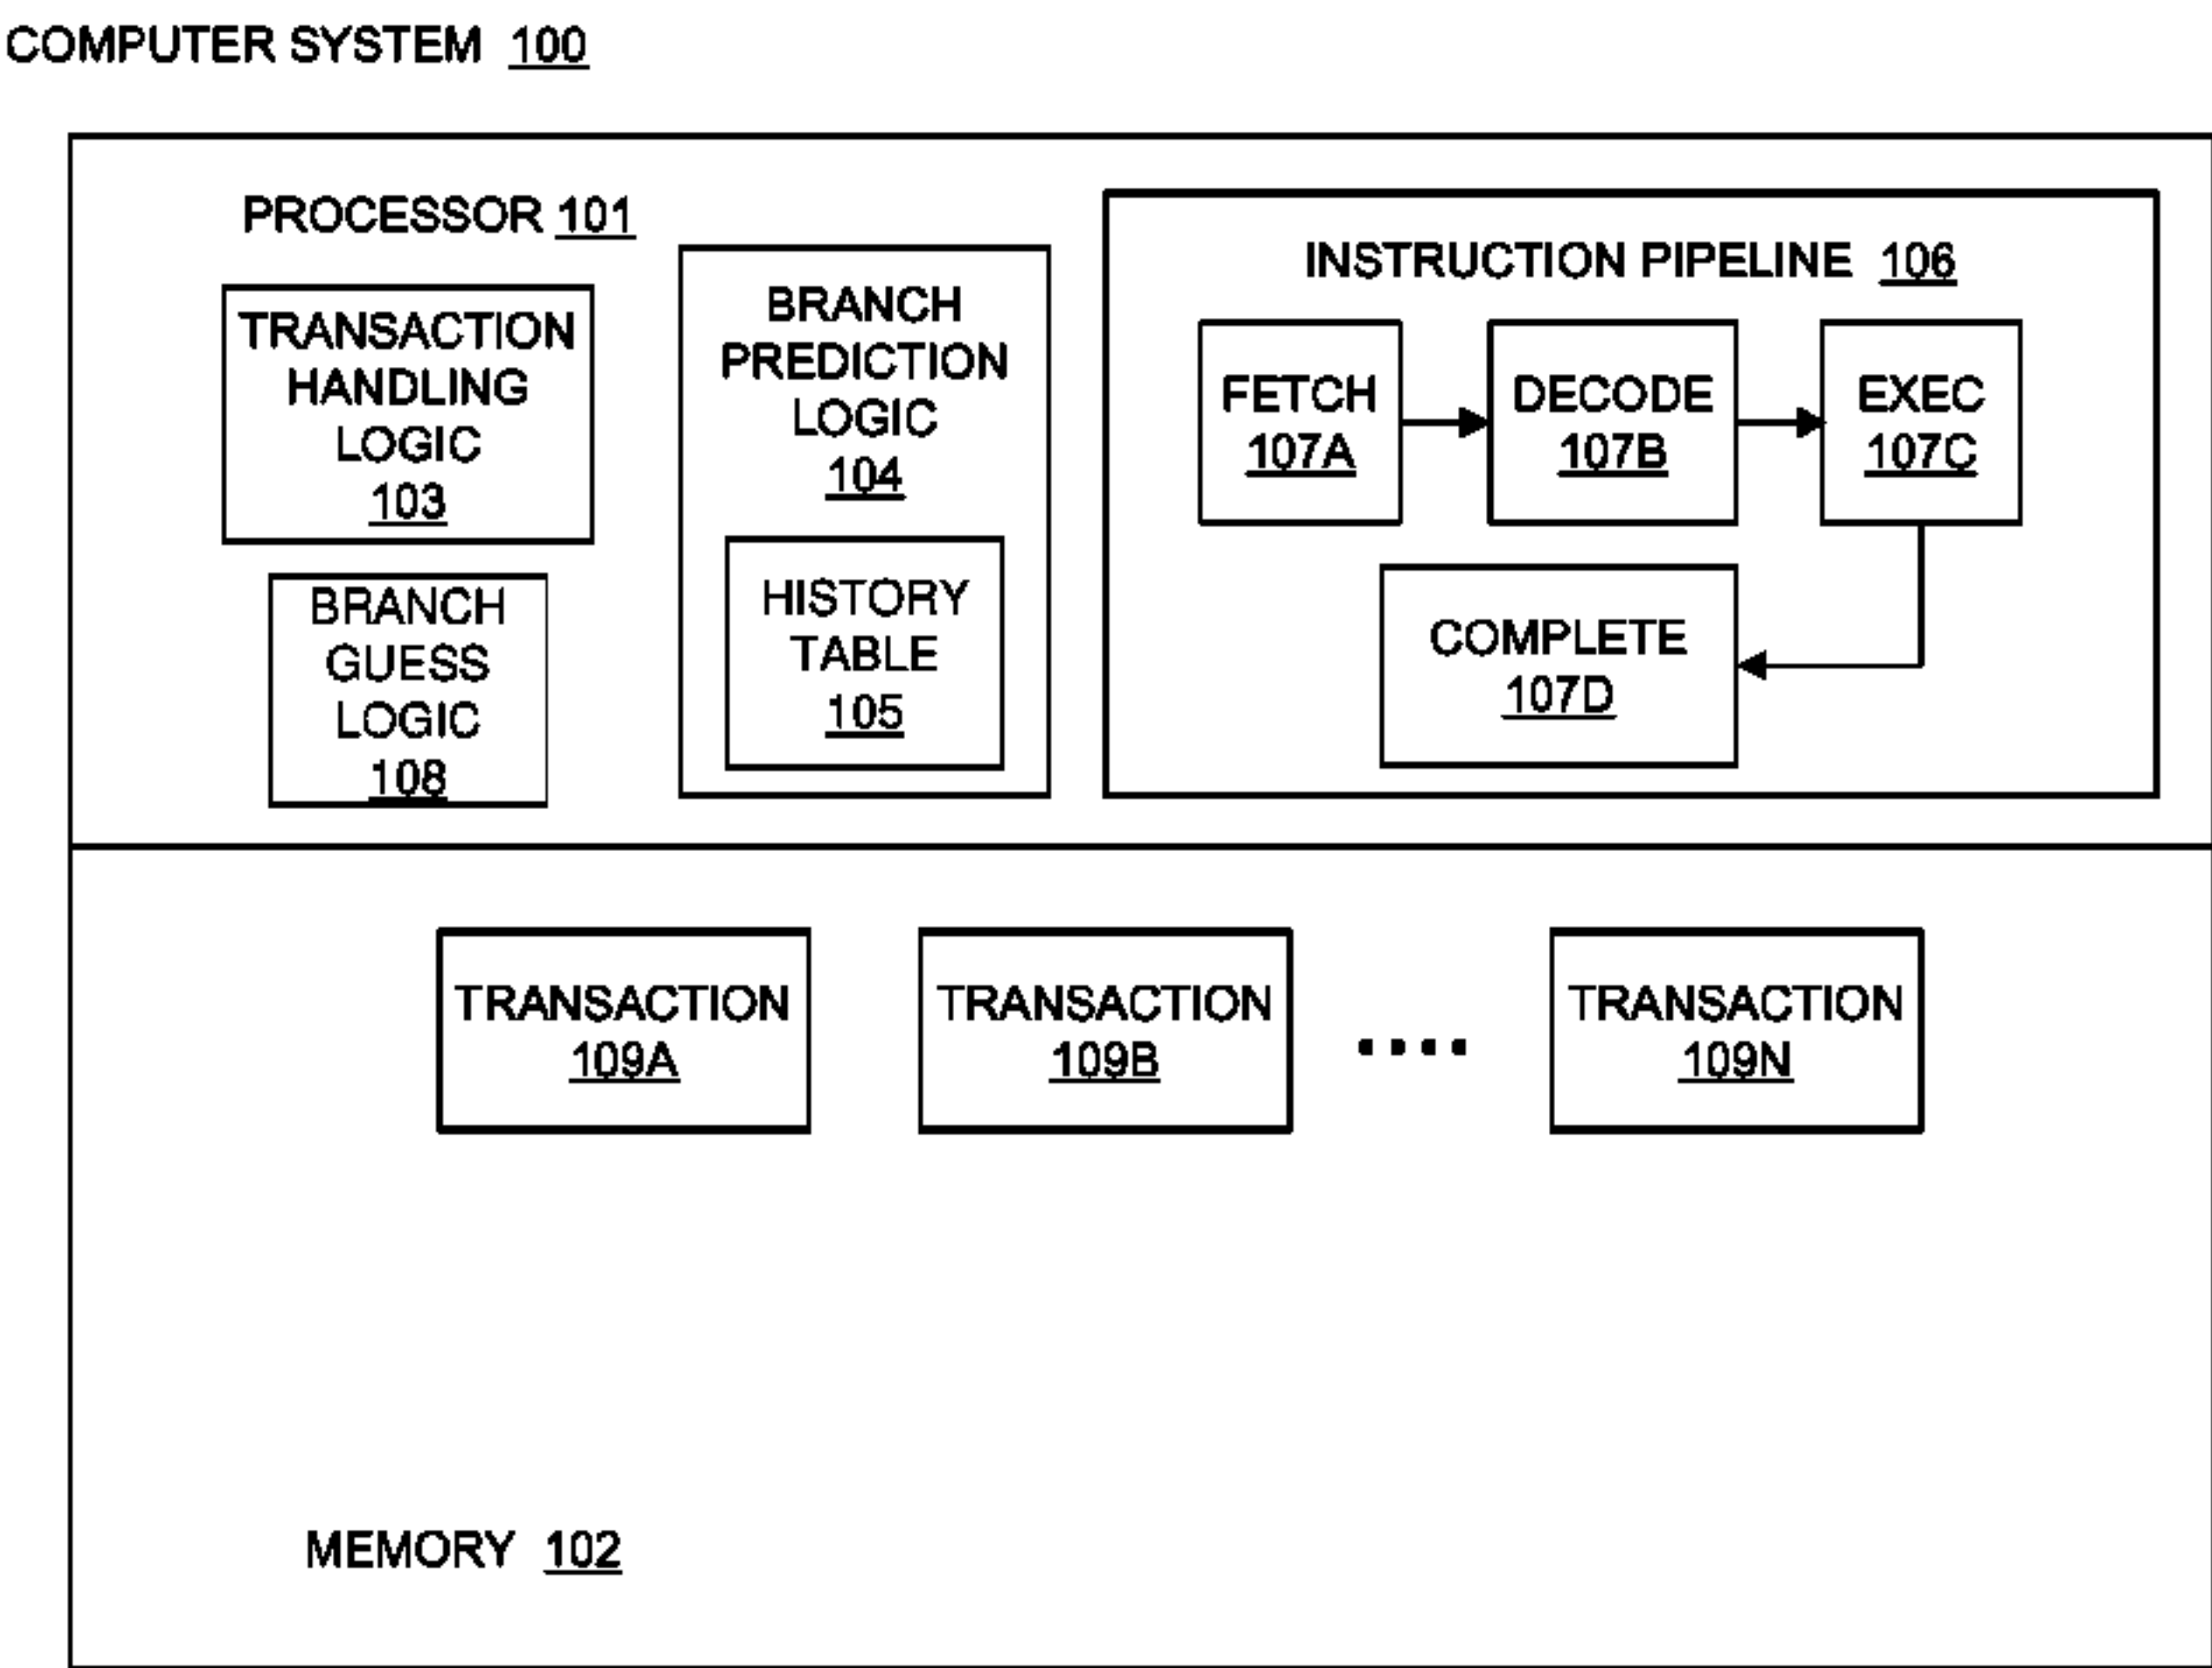 COMPUTER SYSTEM 100
PROCESSOR 101
TRANSACTION
HANDLING
LOGIC
103
BRANCH
GUESS
LOGIC
108
BRANCH
PREDICTION
LOGIC
104
HISTORY
TABLE
105
INSTRUCTION PIPELINE 106
FETCH
107A
DECODE
107B
EXEC
107C
COMPLETE
107D
TRANSACTION
109A
TRANSACTION
109B
....
TRANSACTION
109N
MEMORY 102